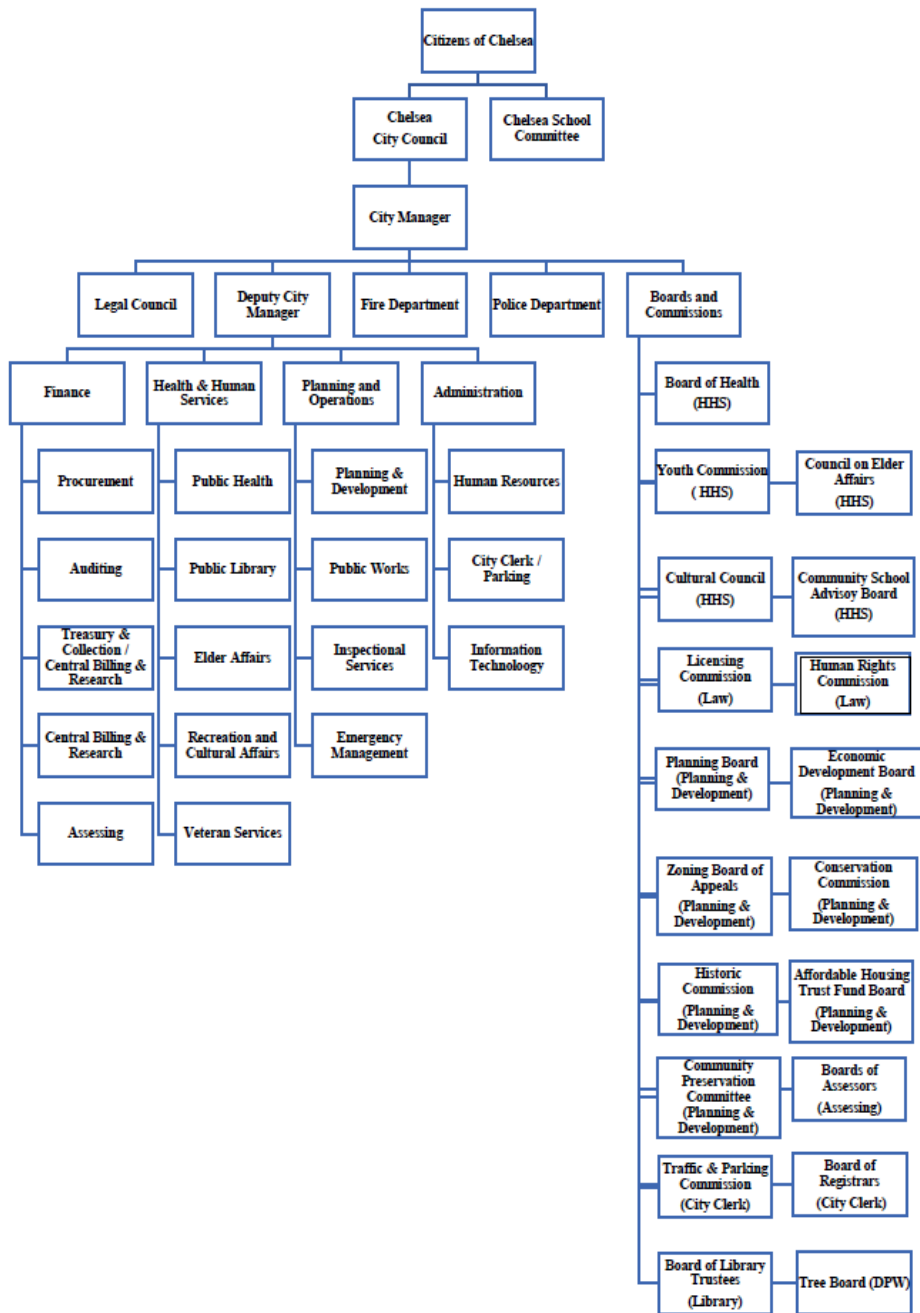 Citizens of Chelsea
Chelsea
City Council
Chelsea School
Committee
City Manager
Legal Council
Deputy City
Manager
Fire Department
Police Department
Boards and
Commissions
Finance
Health & Human
Services
Planning and
Operations
Administration
Procurement
Auditing
Treasury &
Collection /
Central Billing &
Research
Central Billing &
Research
Assessing
Public Health
Public Library
Elder Affairs
Recreation and
Cultural Affairs
Veteran Services
Planning &
Development
Public Works
Inspectional
Services
Emergency
Management
Human Resources
City Clerk /
Parking
Information
Technoloogy
Board of Health
(HHS)
Youth Commission
( HHS)
Council on Elder
Affairs
(HHS)
Cultural Council
(HHS)
Community School
Advisoy Board
(HHS)
Licensing
Commission
(Law)
Human Rights
Commission
(Law)
Planning Board
(Planning &
Development)
Economic
Development Board
(Planning &
Development)
Zoning Board of
Appeals
(Planning &
Development)
Conservation
Commission
(Planning &
Development)
Historic
Commission
(Planning &
Development)
Affordable Housing
Trust Fund Board
(Planning &
Development)
Community
Preservation
Committee
(Planning &
Development)
Boards of
Assessors
(Assessing)
Traffic & Parking
Commission
(City Clerk)
Board of
Registrars
(City Clerk)
Board of Library
Trustees
(Library)
Tree Board (DPW)